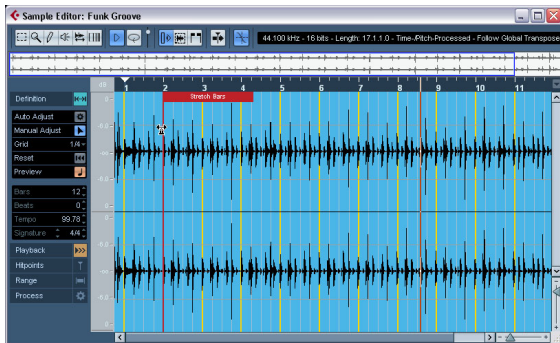 Sample Editor: Funk Groove
44.100 kHz - 16 bits - Length: 17.1.1.0 - Time-/Pitch-Processed - Follow Global Transpose
dB
1 2 3 4 5 6 7 8 9 10 11
Stretch Bars
Definition
Auto Adjust
Manual Adjust
Grid 1/4
Reset
Preview
Bars 12
Beats 0
Tempo 99.78
Signature 4/4
Playback
Hitpoints
Range
Process